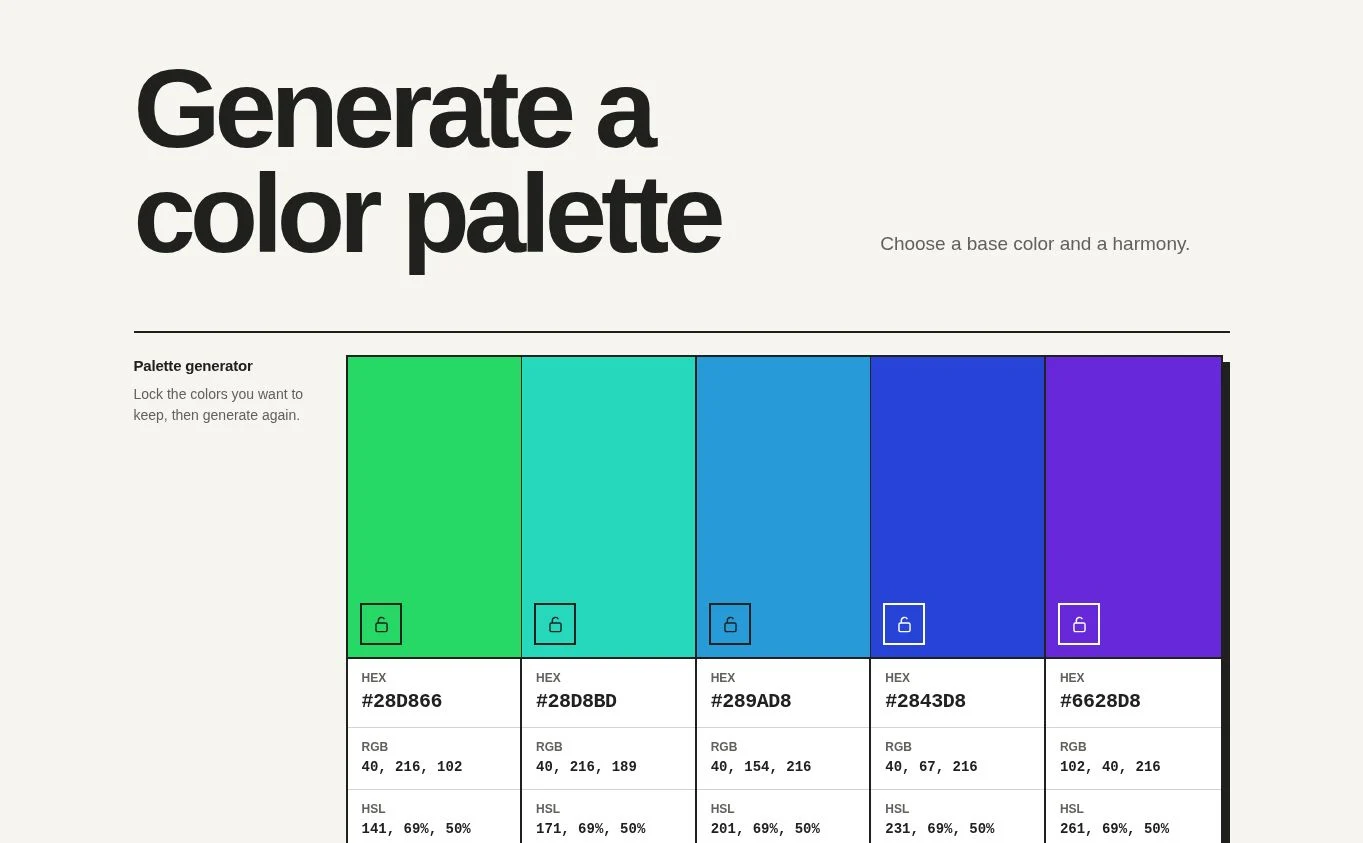 Generate a
color palette
Choose a base color and a harmony.
Palette generator
Lock the colors you want to
keep, then generate again.
HEX
#28D866
RGB
40, 216, 102
HSL
141, 69%, 50%
HEX
#28D8BD
RGB
40, 216, 189
HSL
171, 69%, 50%
HEX
#289AD8
RGB
40, 154, 216
HSL
201, 69%, 50%
HEX
#2843D8
RGB
40, 67, 216
HSL
231, 69%, 50%
HEX
#6628D8
RGB
102, 40, 216
HSL
261, 69%, 50%